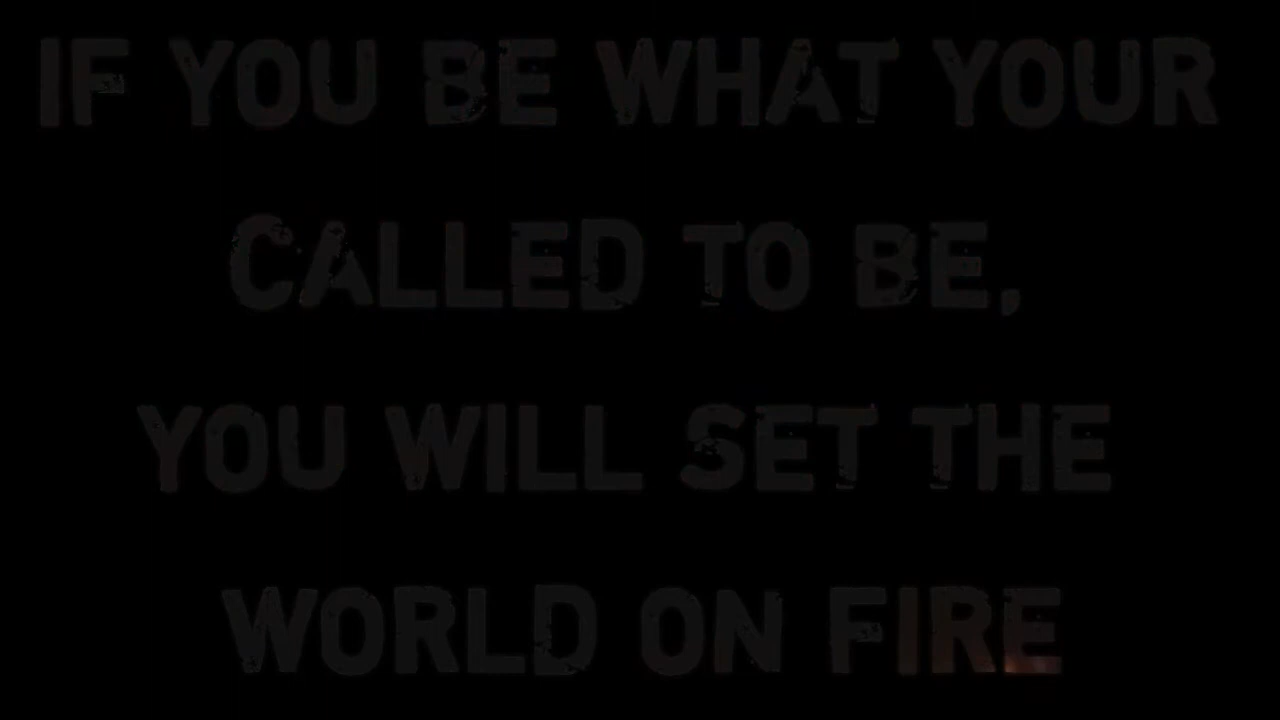 IF YOU BE WHAT YOUR
CALLED TO BE,
YOU WILL SET THE
WORLD ON FIRE